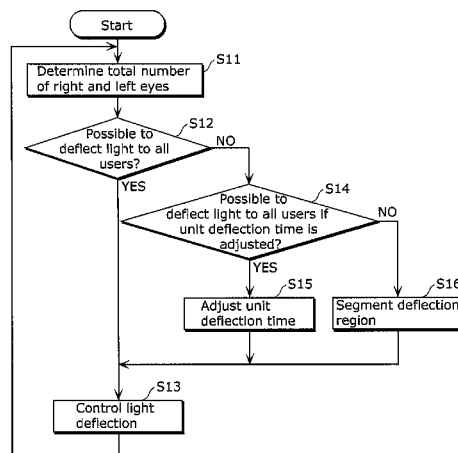 Start
S11
Determine total number
of right and left eyes
S12
Possible to
deflect light to all
users?
NO
YES
S14
Possible to
deflect light to all users if
unit deflection time is
adjusted?
NO
YES
S15
Adjust unit
deflection time
S16
Segment deflection
region
S13
Control light
deflection